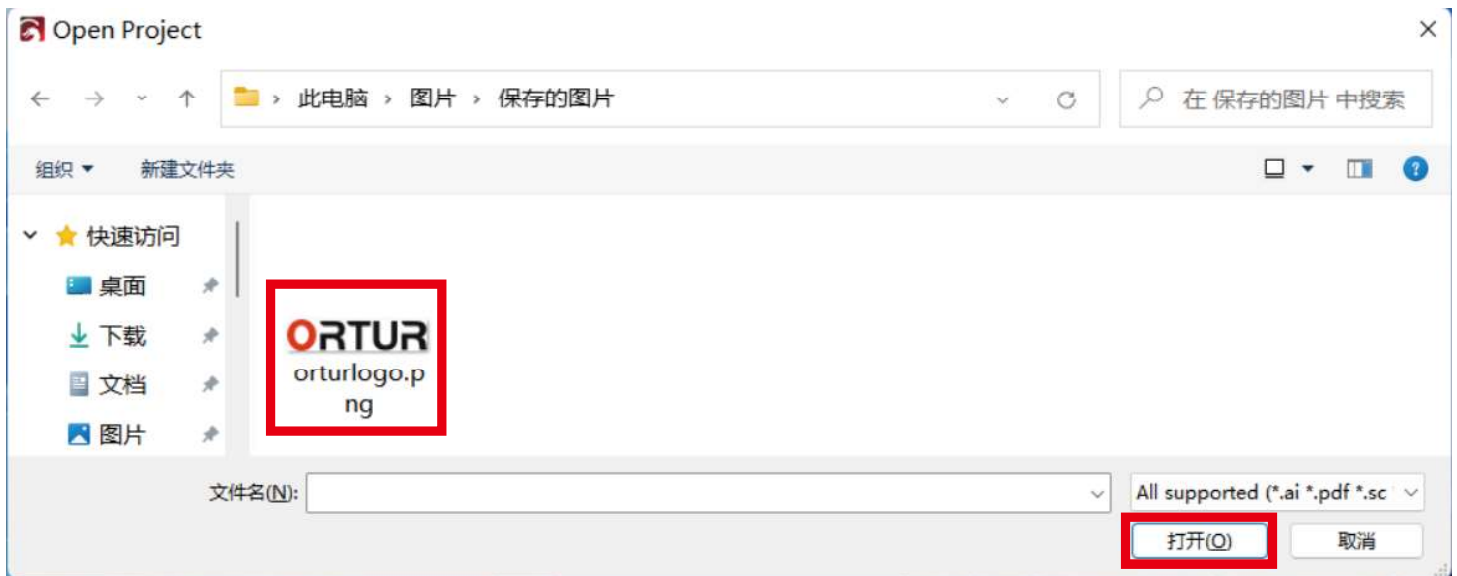 Open Project
此电脑 › 图片 › 保存的图片
在 保存的图片 中搜索
组织
新建文件夹
快速访问
桌面
下载
文档
图片
ORTUR
orturlogo.p
ng
文件名(N):
All supported (*.ai *.pdf *.sc
打开(O)
取消